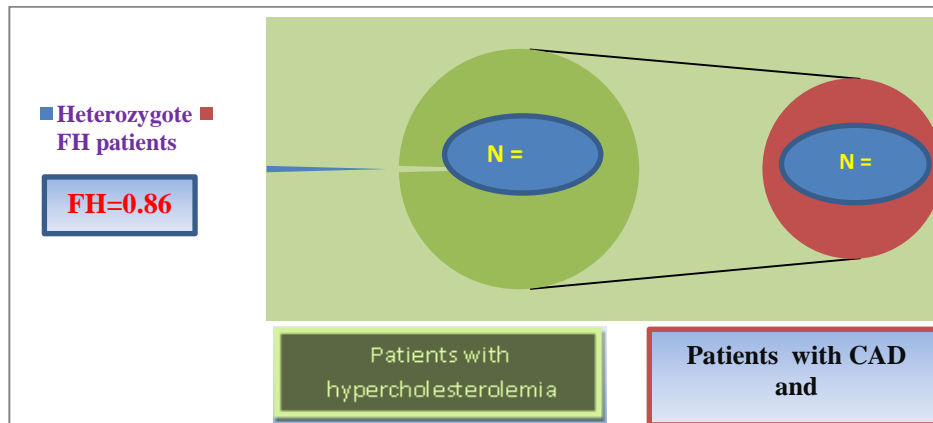 Heterozygote
FH patients
FH=0.86
N =
N =
Patients with
hypercholesterolemia
Patients with CAD
and